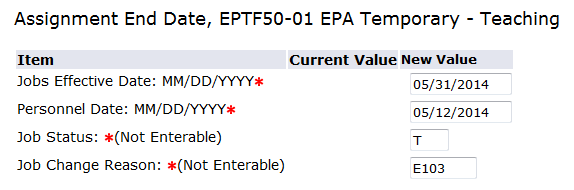 Assignment End Date, EPTF50-01 EPA Temporary - Teaching
Item Current Value New Value
Jobs Effective Date: MM/DD/YYYY* 05/31/2014
Personnel Date: MM/DD/YYYY* 05/12/2014
Job Status: *(Not Enterable) T
Job Change Reason: *(Not Enterable) E103